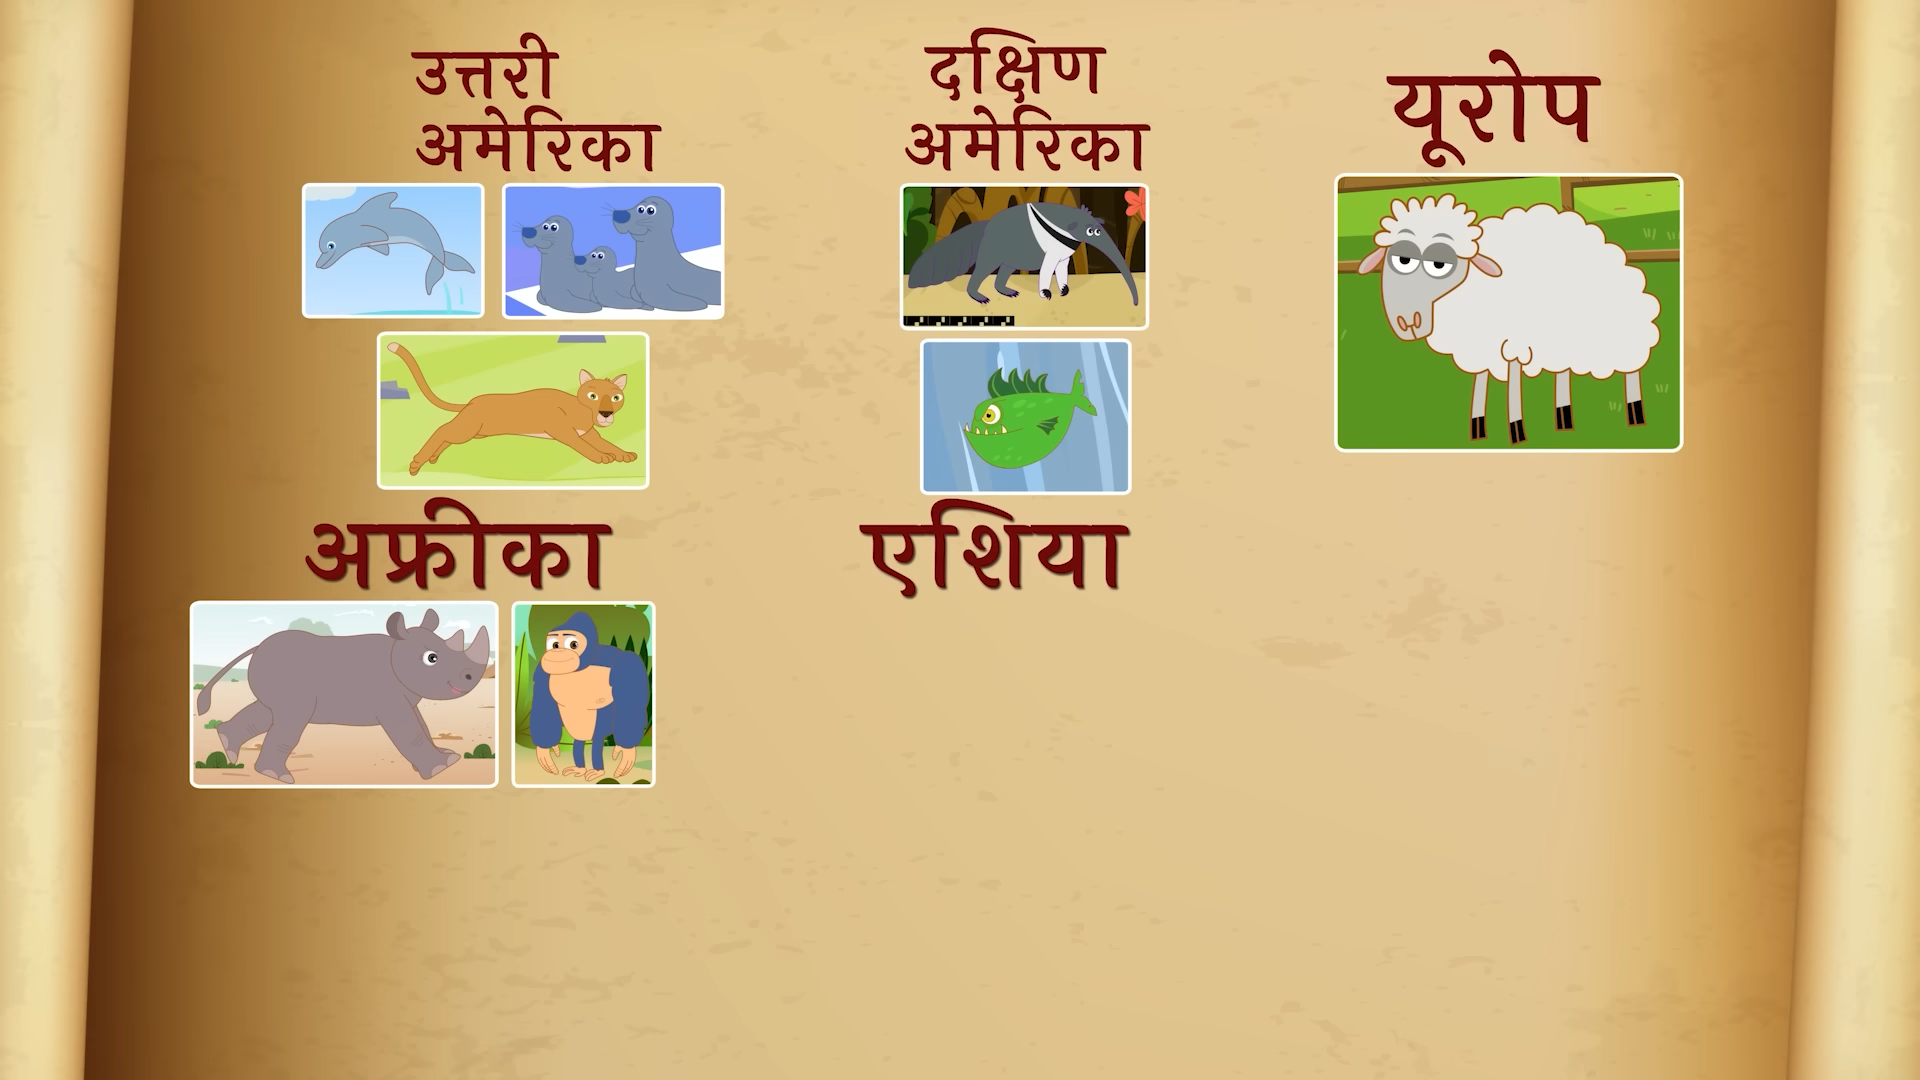 उत्तरी
अमेरिका
दक्षिण
अमेरिका
यूरोप
अफ्रीका
एशिया